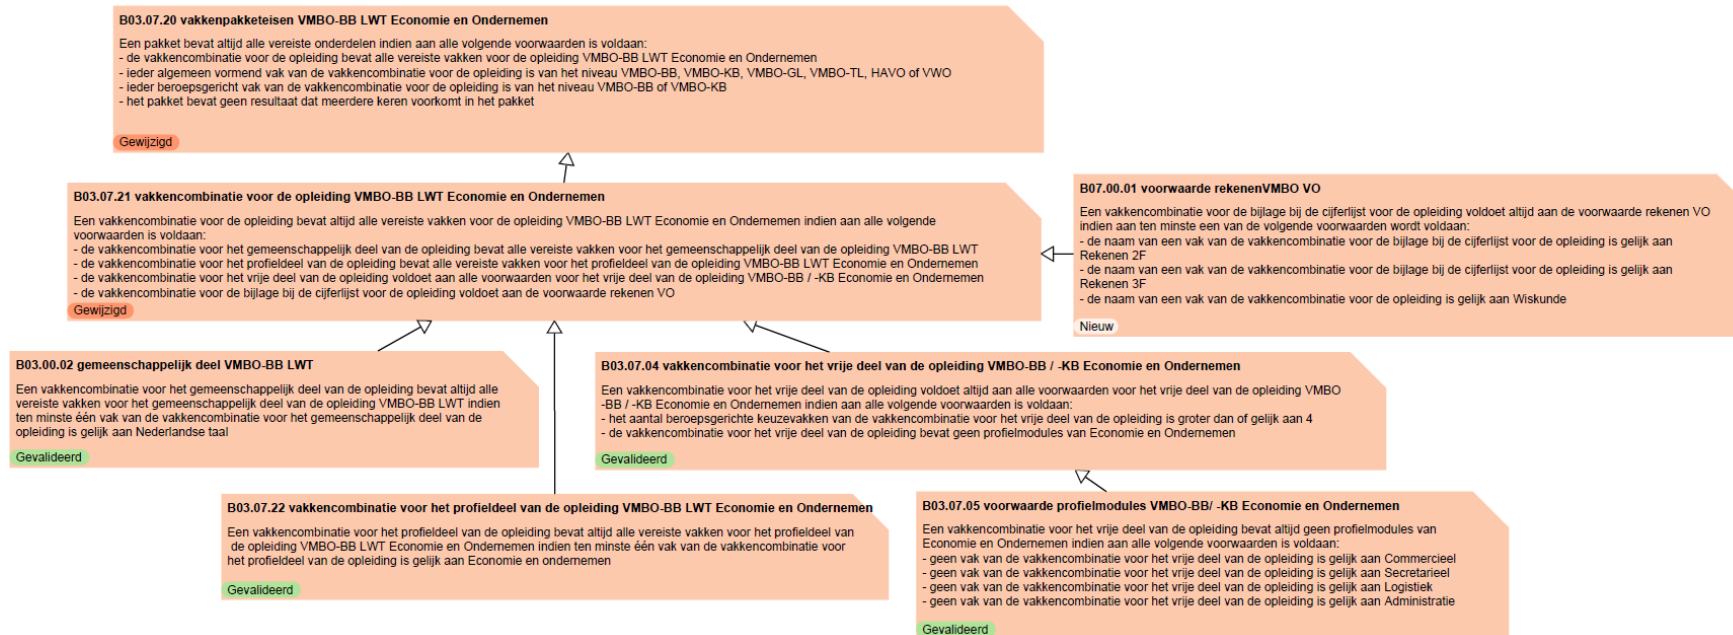 B03.07.20 vakkenpakketeisen VMBO-BB LWT Economie en Ondernemen
Een pakket bevat altijd alle vereiste onderdelen indien aan alle volgende voorwaarden is voldaan:
- de vakkencombinatie voor de opleiding bevat alle vereiste vakken voor de opleiding VMBO-BB LWT Economie en Ondernemen
- ieder algemeen vormend vak van de vakkencombinatie voor de opleiding is van het niveau VMBO-BB, VMBO-KB, VMBO-GL, VMBO-TL, HAVO of VWO
- ieder beroepsgericht vak van de vakkencombinatie voor de opleiding is van het niveau VMBO-BB of VMBO-KB
- het pakket bevat geen resultaat dat meerdere keren voorkomt in het pakket
Gewijzigd
B03.07.21 vakkencombinatie voor de opleiding VMBO-BB LWT Economie en Ondernemen
Een vakkencombinatie voor de opleiding bevat altijd alle vereiste vakken voor de opleiding VMBO-BB LWT Economie en Ondernemen indien aan alle volgende
voorwaarden is voldaan:
- de vakkencombinatie voor het gemeenschappelijk deel van de opleiding bevat alle vereiste vakken voor het gemeenschappelijk deel van de opleiding VMBO-BB LWT
- de vakkencombinatie voor het profieldeel van de opleiding bevat alle vereiste vakken voor het profieldeel van de opleiding VMBO-BB LWT Economie en Ondernemen
- de vakkencombinatie voor het vrije deel van de opleiding voldoet aan alle voorwaarden voor het vrije deel van de opleiding VMBO-BB / -KB Economie en Ondernemen
- de vakkencombinatie voor de bijlage bij de cijferlijst voor de opleiding voldoet aan de voorwaarde rekenen VO
Gewijzigd
B07.00.01 voorwaarde rekenenVMBO VO
Een vakkencombinatie voor de bijlage bij de cijferlijst voor de opleiding voldoet altijd aan de voorwaarde rekenen VO
indien aan ten minste een van de volgende voorwaarden wordt voldaan:
- de naam van een vak van de vakkencombinatie voor de bijlage bij de cijferlijst voor de opleiding is gelijk aan
Rekenen 2F
- de naam van een vak van de vakkencombinatie voor de bijlage bij de cijferlijst voor de opleiding is gelijk aan
Rekenen 3F
- de naam van een vak van de vakkencombinatie voor de opleiding is gelijk aan Wiskunde
Nieuw
B03.00.02 gemeenschappelijk deel VMBO-BB LWT
Een vakkencombinatie voor het gemeenschappelijk deel van de opleiding bevat altijd alle
vereiste vakken voor het gemeenschappelijk deel van de opleiding VMBO-BB LWT indien
ten minste één vak van de vakkencombinatie voor het gemeenschappelijk deel van de
opleiding is gelijk aan Nederlandse taal
Gevalideerd
B03.07.04 vakkencombinatie voor het vrije deel van de opleiding VMBO-BB / -KB Economie en Ondernemen
Een vakkencombinatie voor het vrije deel van de opleiding voldoet altijd aan alle voorwaarden voor het vrije deel van de opleiding VMBO
-BB / -KB Economie en Ondernemen indien aan alle volgende voorwaarden is voldaan:
- het aantal beroepsgerichte keuzevakken van de vakkencombinatie voor het vrije deel van de opleiding is groter dan of gelijk aan 4
- de vakkencombinatie voor het vrije deel van de opleiding bevat geen profielmodules van Economie en Ondernemen
Gevalideerd
B03.07.22 vakkencombinatie voor het profieldeel van de opleiding VMBO-BB LWT Economie en Ondernemen
Een vakkencombinatie voor het profieldeel van de opleiding bevat altijd alle vereiste vakken voor het profieldeel van
de opleiding VMBO-BB LWT Economie en Ondernemen indien ten minste één vak van de vakkencombinatie voor
het profieldeel van de opleiding is gelijk aan Economie en ondernemen
Gevalideerd
B03.07.05 voorwaarde profielmodules VMBO-BB/ -KB Economie en Ondernemen
Een vakkencombinatie voor het vrije deel van de opleiding bevat altijd geen profielmodules van
Economie en Ondernemen indien aan alle volgende voorwaarden is voldaan:
- geen vak van de vakkencombinatie voor het vrije deel van de opleiding is gelijk aan Commercieel
- geen vak van de vakkencombinatie voor het vrije deel van de opleiding is gelijk aan Secretarieel
- geen vak van de vakkencombinatie voor het vrije deel van de opleiding is gelijk aan Logistiek
- geen vak van de vakkencombinatie voor het vrije deel van de opleiding is gelijk aan Administratie
Gevalideerd